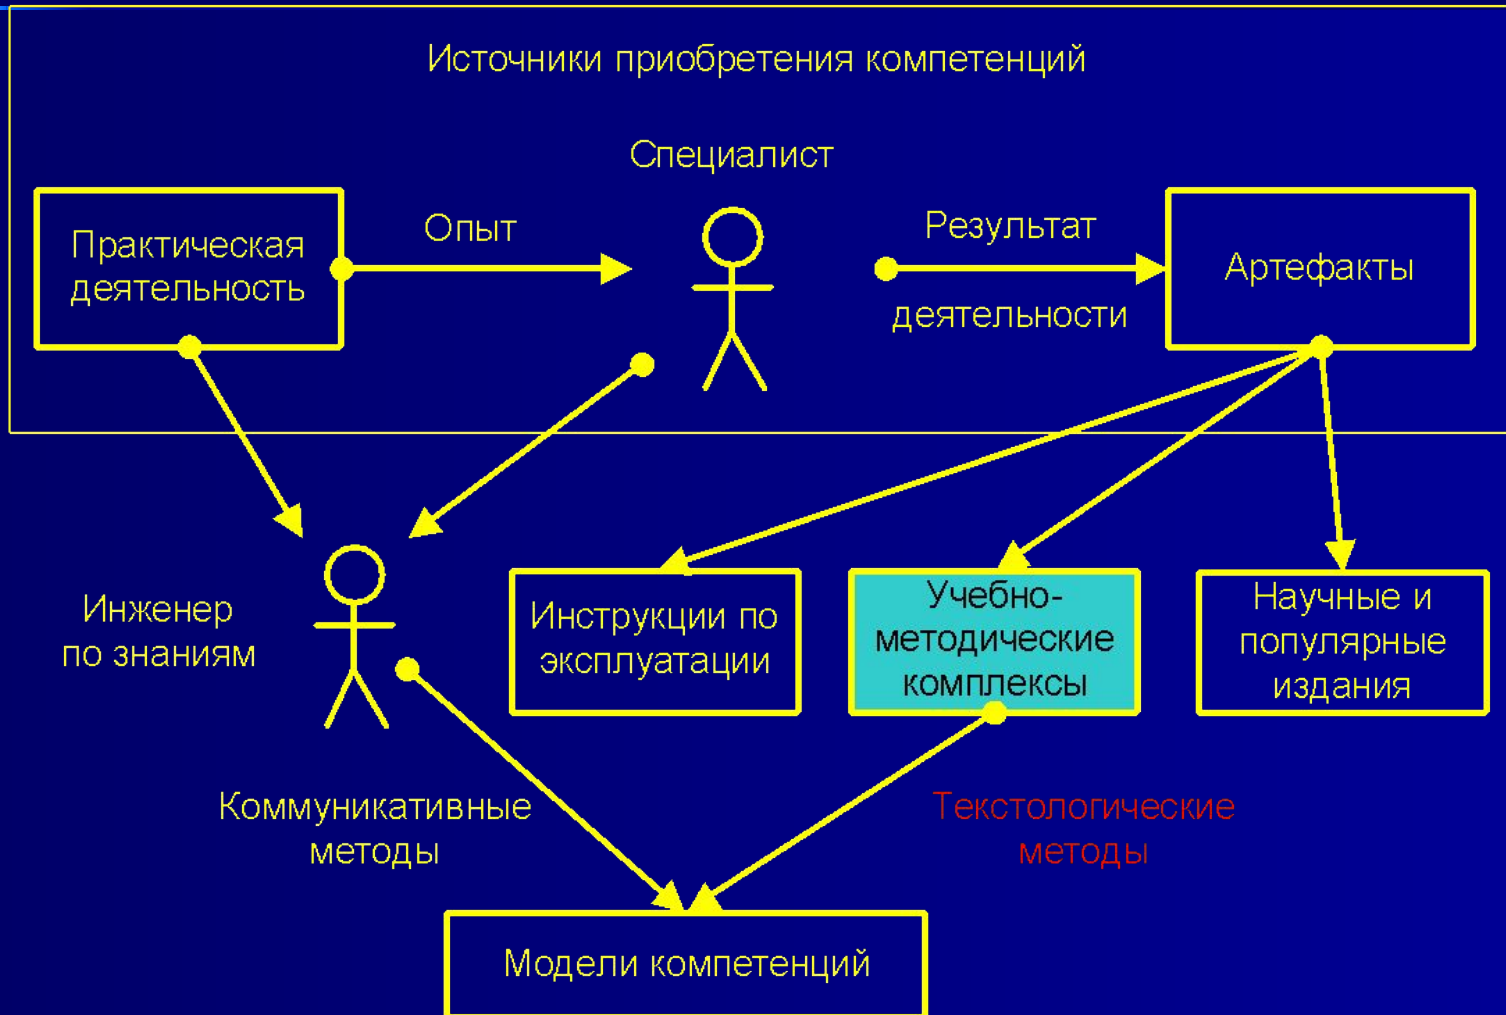 Источники приобретения компетенций
Специалист
Практическая
деятельность
Опыт
Результат
деятельности
Артефакты
Инженер
по знаниям
Инструкции по
эксплуатации
Учебно-
методические
комплексы
Научные и
популярные
издания
Коммуникативные
методы
Текстологические
методы
Модели компетенций